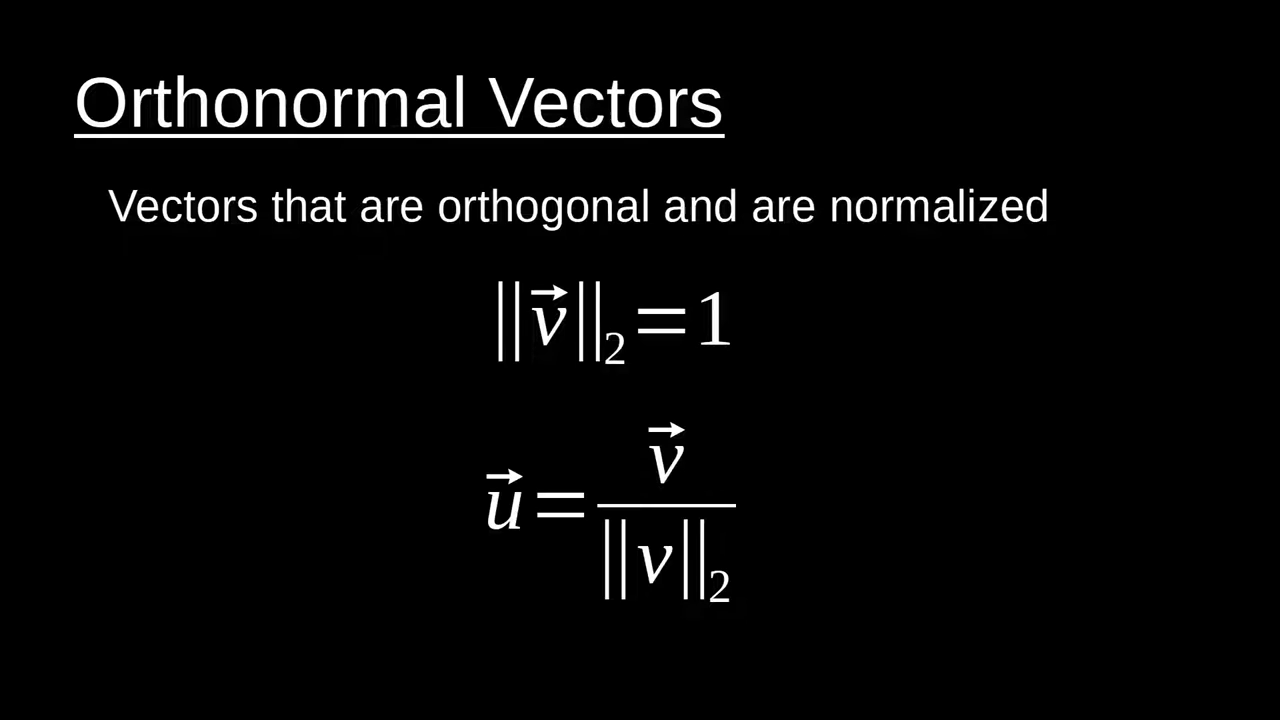 Orthonormal Vectors
Vectors that are orthogonal and are normalized
||v⃗||₂=1
u⃗=v⃗/||v||₂